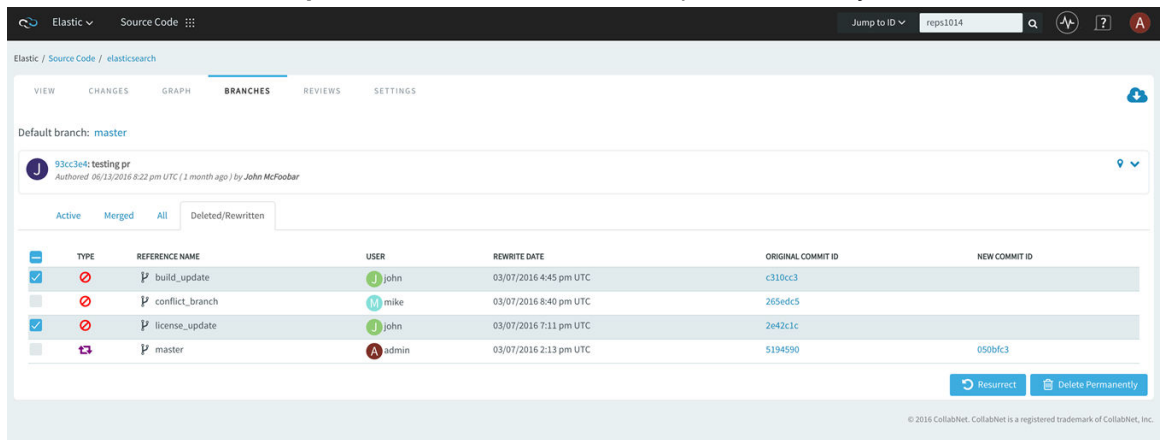 Elastic Source Code Jump to ID reps1014 ? A
Elastic / Source Code / elasticsearch
VIEW CHANGES GRAPH BRANCHES REVIEWS SETTINGS
Default branch: master
J 93cc3e4: testing pr
Authored 06/13/2016 8:22 pm UTC ( 1 month ago ) by John McFoobar
Active Merged All Deleted/Rewritten
TYPE REFERENCE NAME USER REWRITE DATE ORIGINAL COMMIT ID NEW COMMIT ID
build_update J john 03/07/2016 4:45 pm UTC c310cc3
conflict_branch M mike 03/07/2016 8:40 pm UTC 265edc5
license_update J john 03/07/2016 7:11 pm UTC 2e42c1c
master A admin 03/07/2016 2:13 pm UTC 5194590 050bfc3
Resurrect Delete Permanently
© 2016 CollabNet. CollabNet is a registered trademark of CollabNet, Inc.